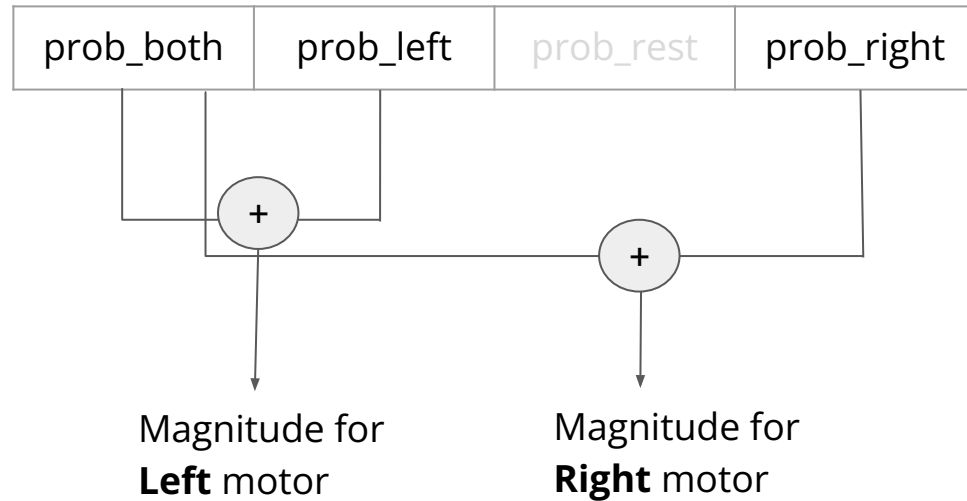 prob_both prob_left prob_rest prob_right
+
+
Magnitude for
Left motor
Magnitude for
Right motor